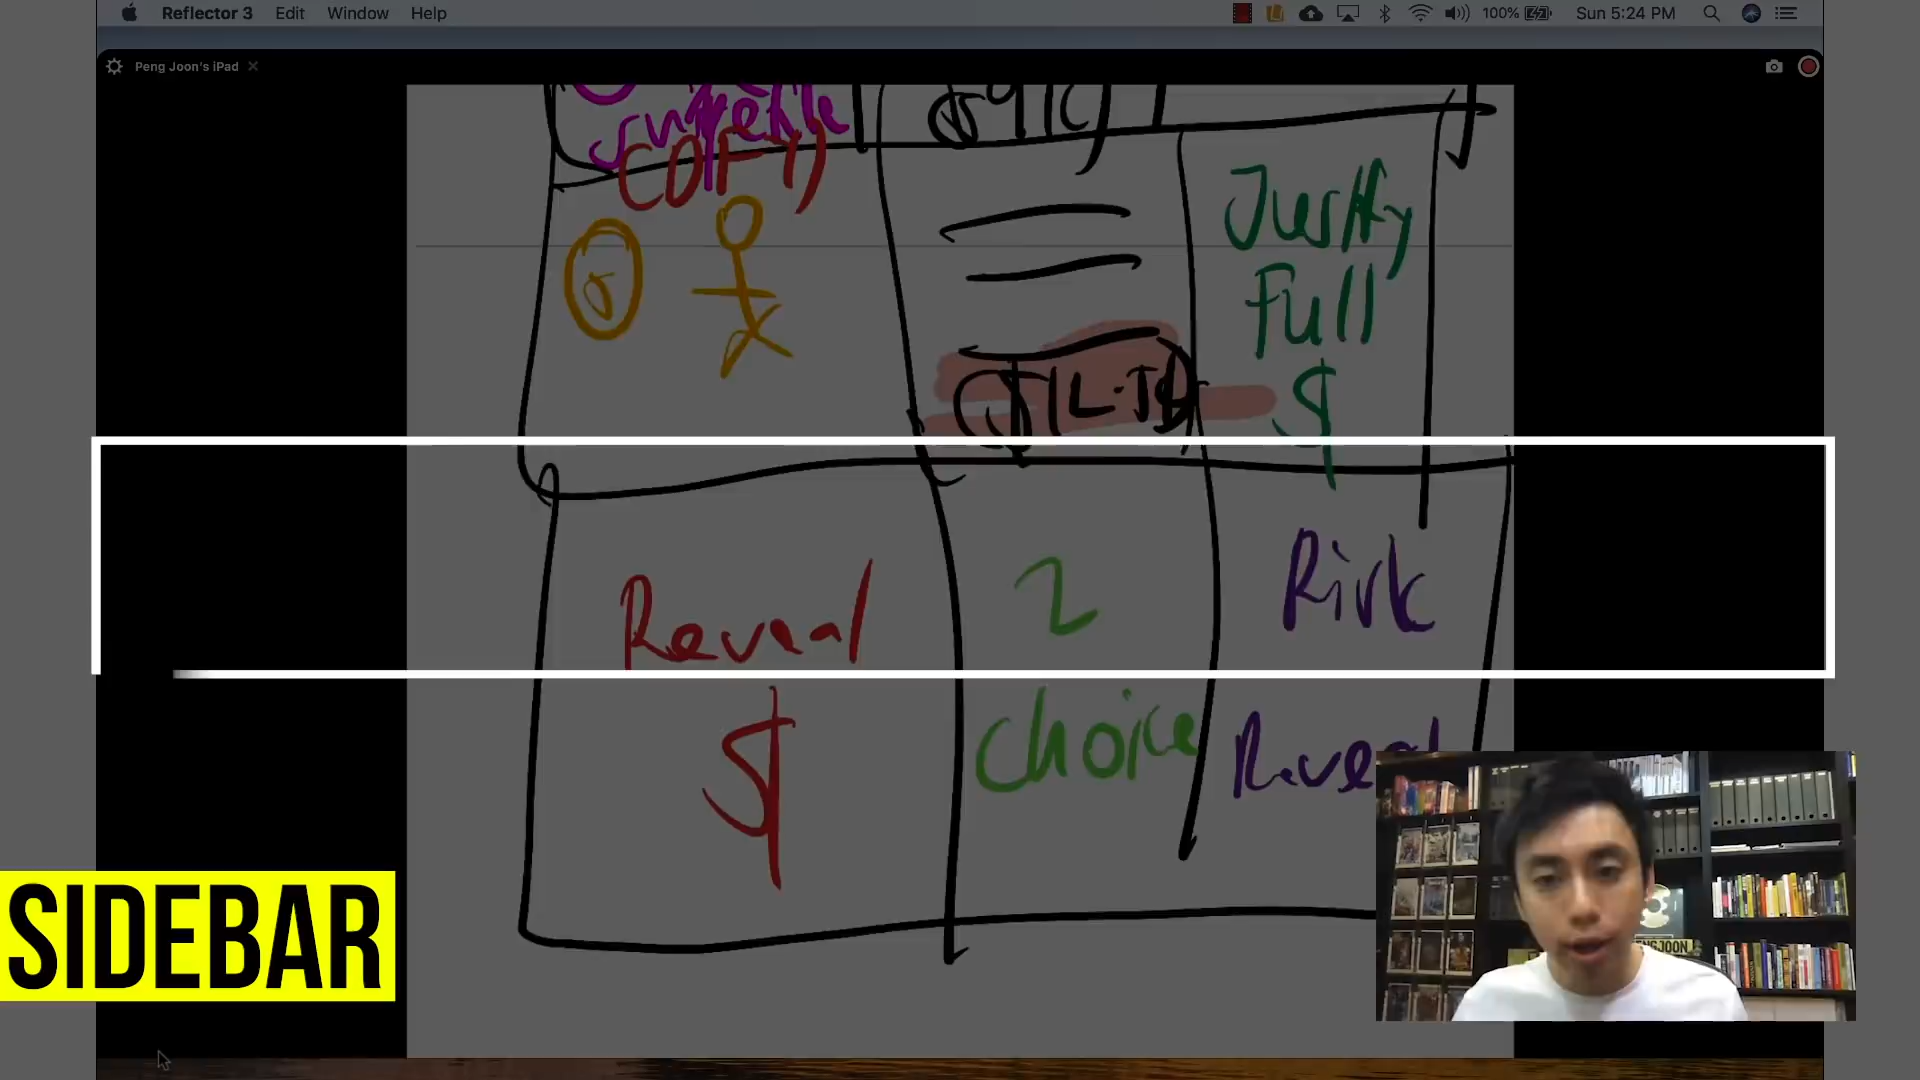 Reflector 3 Edit Window Help 100% Sun 5:24 PM
Peng Joon's iPad
(DFY)
Justify
Full
$
Reveal
$
2
choice
Risk
Reveal
SIDEBAR